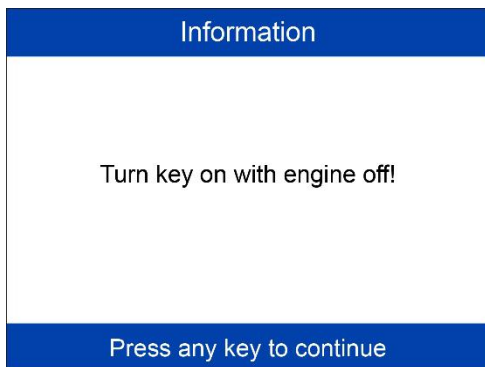 Information
Turn key on with engine off!
Press any key to continue